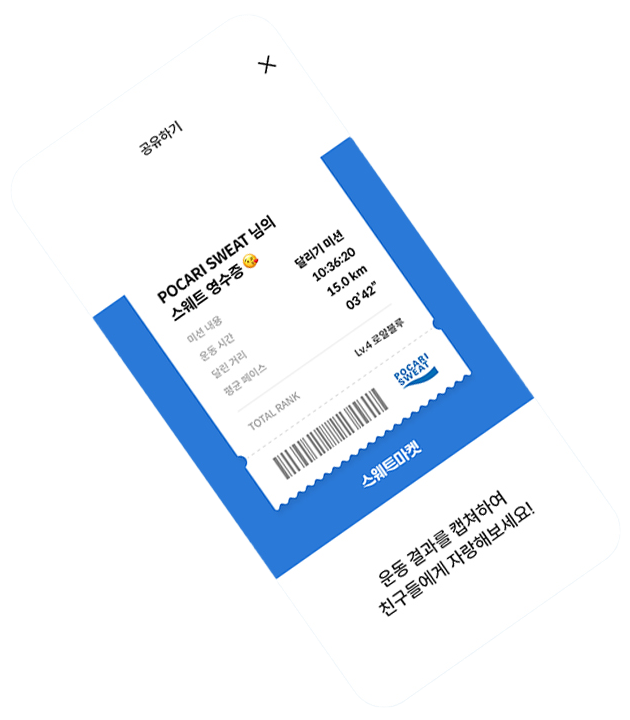 공유하기
POCARI SWEAT 님의
스웨트 영수증😘
미션 내용 달리기 미션
운동 시간 10:36:20
달린 거리 15.0 km
평균 페이스 03'42"
TOTAL RANK Lv.4 로얄블루
POCARI
SWEAT
스웨트마켓
운동 결과를 캡쳐하여
친구들에게 자랑해보세요!